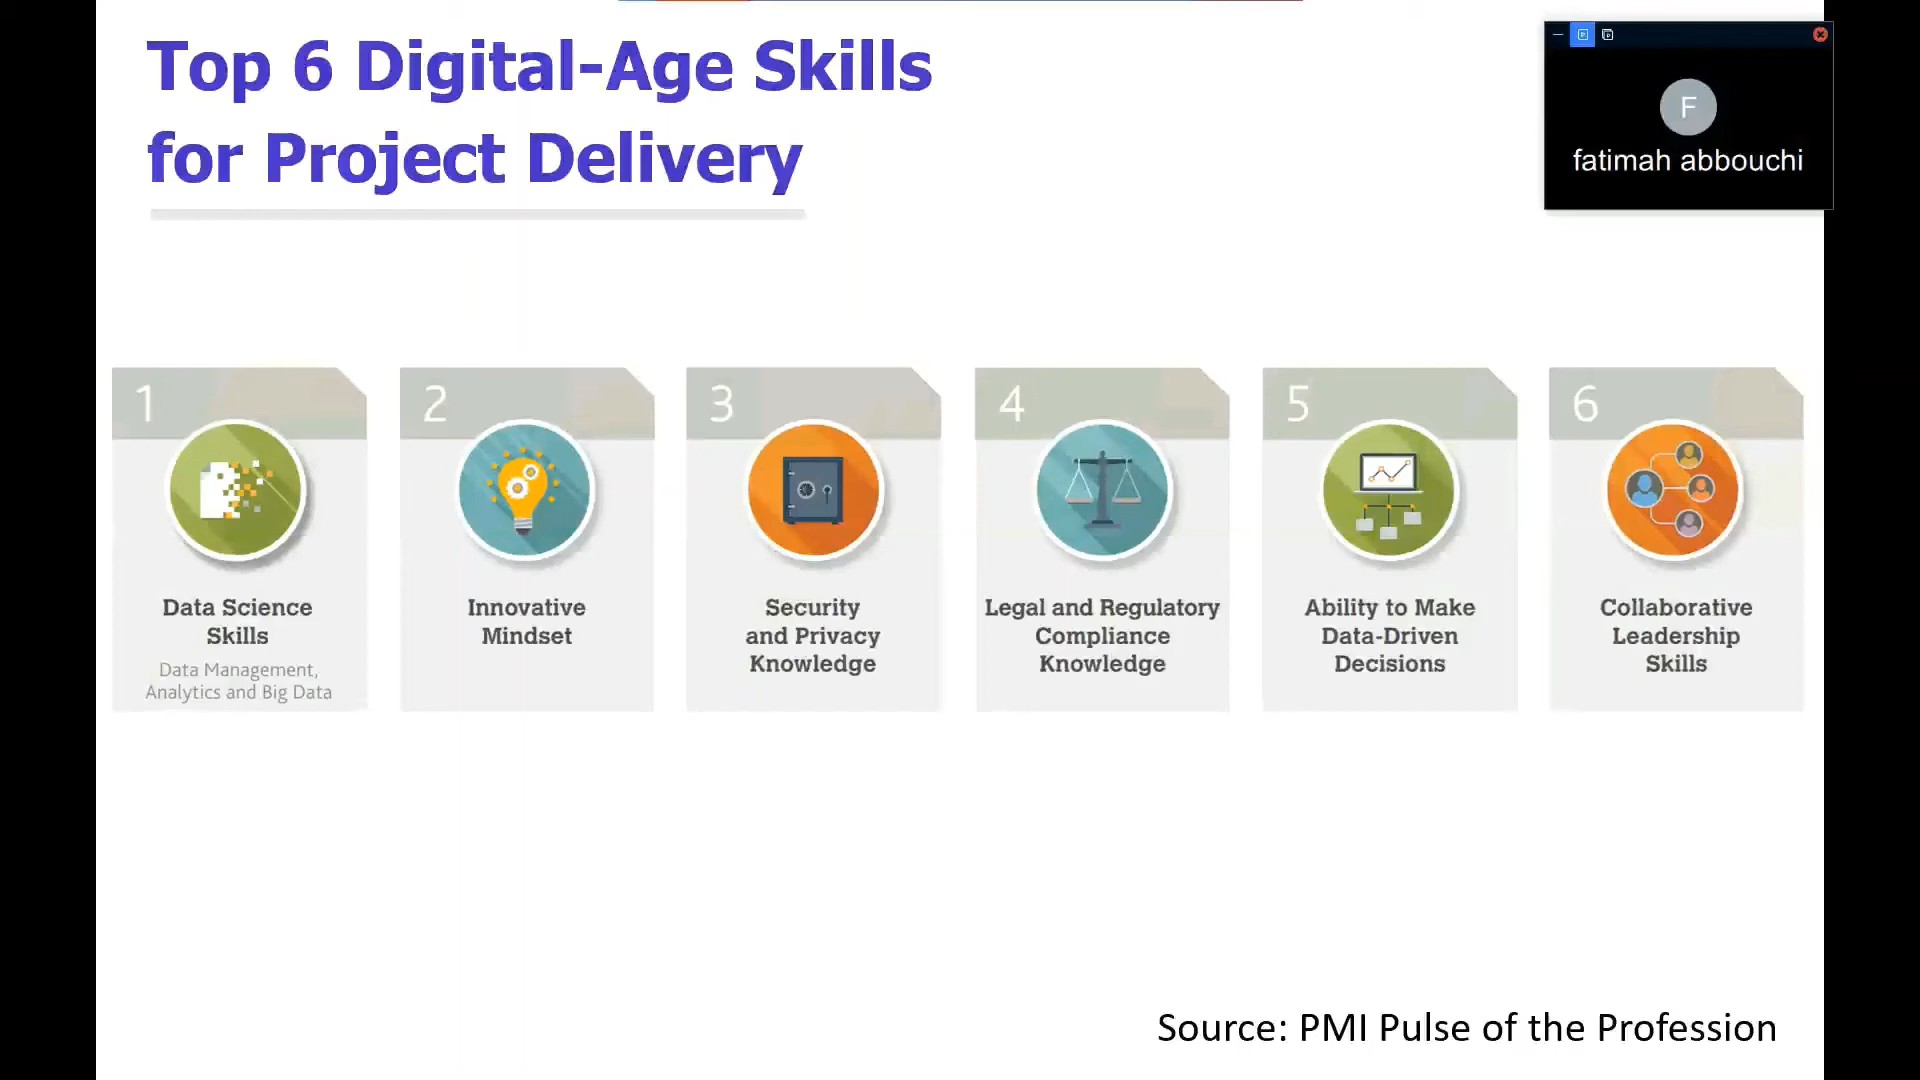 Top 6 Digital-Age Skills
for Project Delivery
F
fatimah abbouchi
1
Data Science
Skills
Data Management,
Analytics and Big Data
2
Innovative
Mindset
3
Security
and Privacy
Knowledge
4
Legal and Regulatory
Compliance
Knowledge
5
Ability to Make
Data-Driven
Decisions
6
Collaborative
Leadership
Skills
Source: PMI Pulse of the Profession